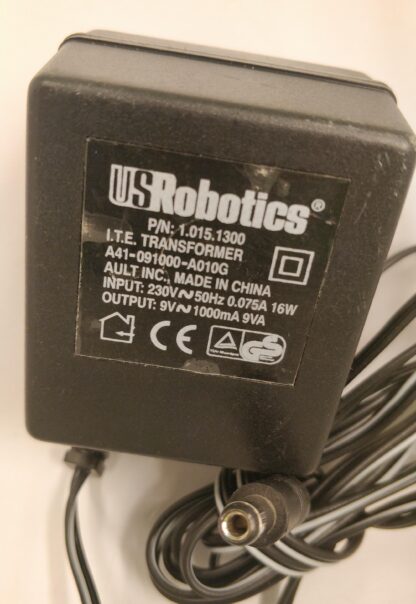 USRobotics®
P/N: 1.015.1300
I.T.E. TRANSFORMER
A41-091000-A010G
AULT INC., MADE IN CHINA
INPUT: 230V~50Hz 0.075A 16W
OUTPUT: 9V~1000mA 9VA
CE